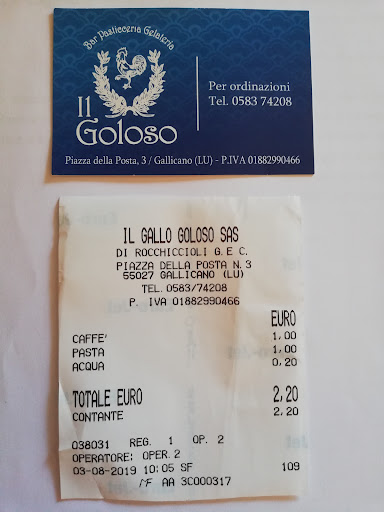 Bar Pasticceria Gelateria
Il
Goloso
Per ordinazioni
Tel. 0583 74208
Piazza della Posta, 3 / Gallicano (LU) - P.IVA 01882990466
IL GALLO GOLOSO SAS
DI ROCCHICCIOLI G.E C.
PIAZZA DELLA POSTA N. 3
55027 GALLICANO (LU)
TEL. 0583/74208
P. IVA 01882990466
EURO
CAFFE' 1,00
PASTA 1,00
ACQUA 0,20
TOTALE EURO 2,20
CONTANTE 2,20
038031 REG. 1 OP. 2
OPERATORE: OPER.2
03-08-2019 10:05 SF 109
MF AA 3C000317